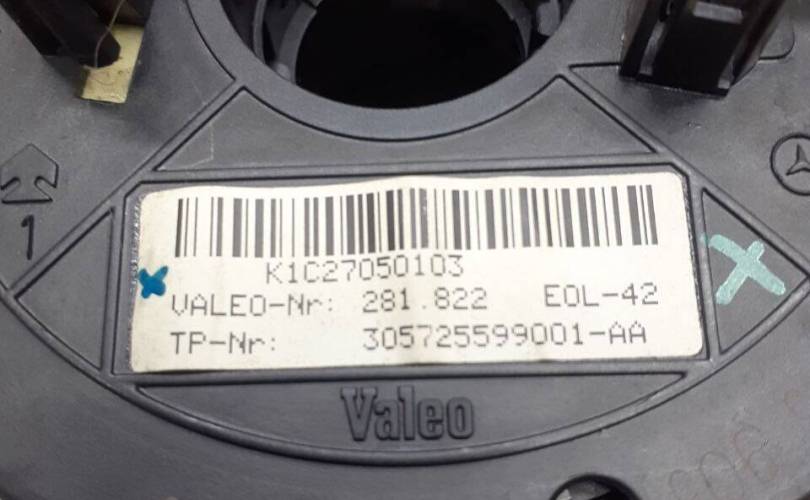 1
K1C27050103
VALEO-Nr: 281.822 EOL-42
TP-Nr: 305725599001-AA
Valeo